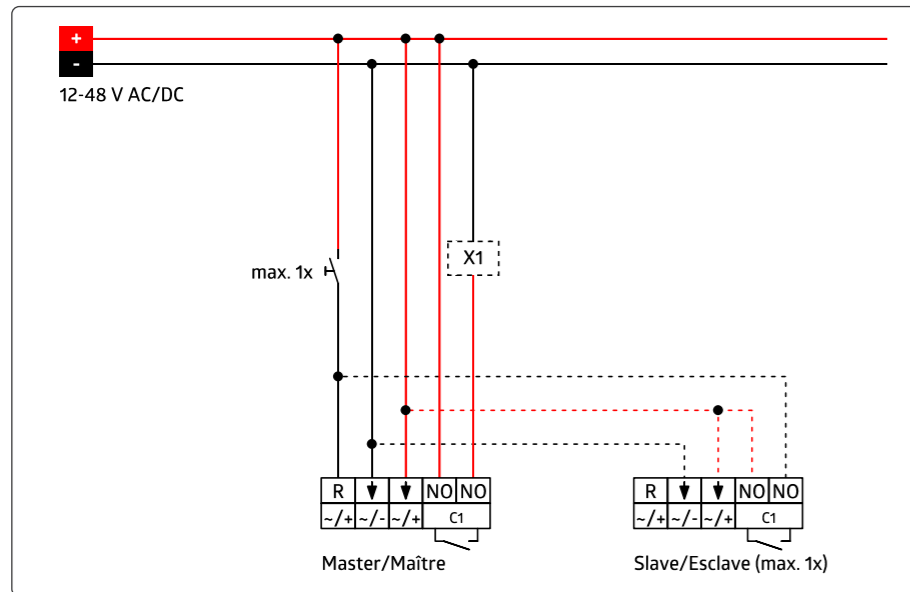 +
-
12-48 V AC/DC
max. 1x
X1
R NO NO
~/+ ~/- ~/+ C1
Master/Maître
R NO NO
~/+ ~/- ~/+ C1
Slave/Esclave (max. 1x)